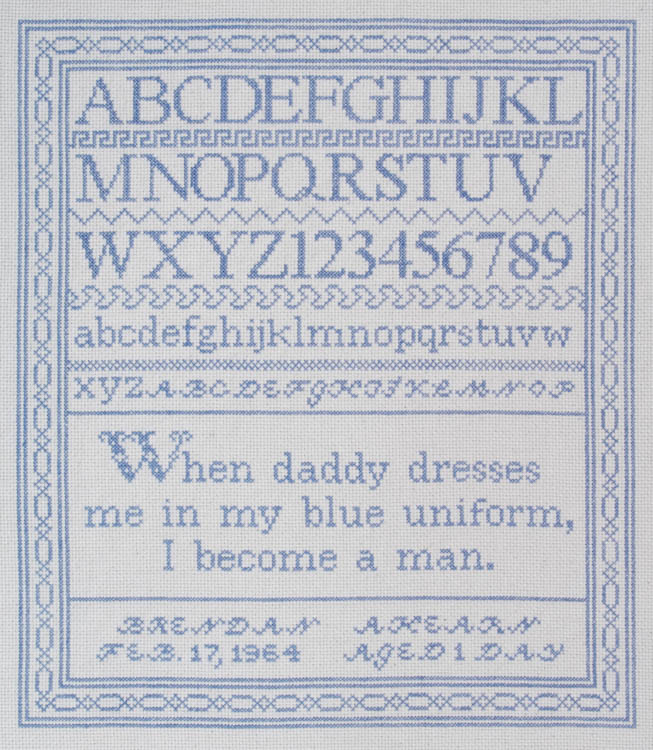 ABCDEFGHIJKL
MNOPQRSTUV
WXYZ123456789
abcdefghijklmnopqrstuvw
xyzABCDEFGHIJKLMNOP
When daddy dresses
me in my blue uniform,
I become a man.
BRENDAN AHEARN
FEB. 17, 1964 AGED 1 DAY